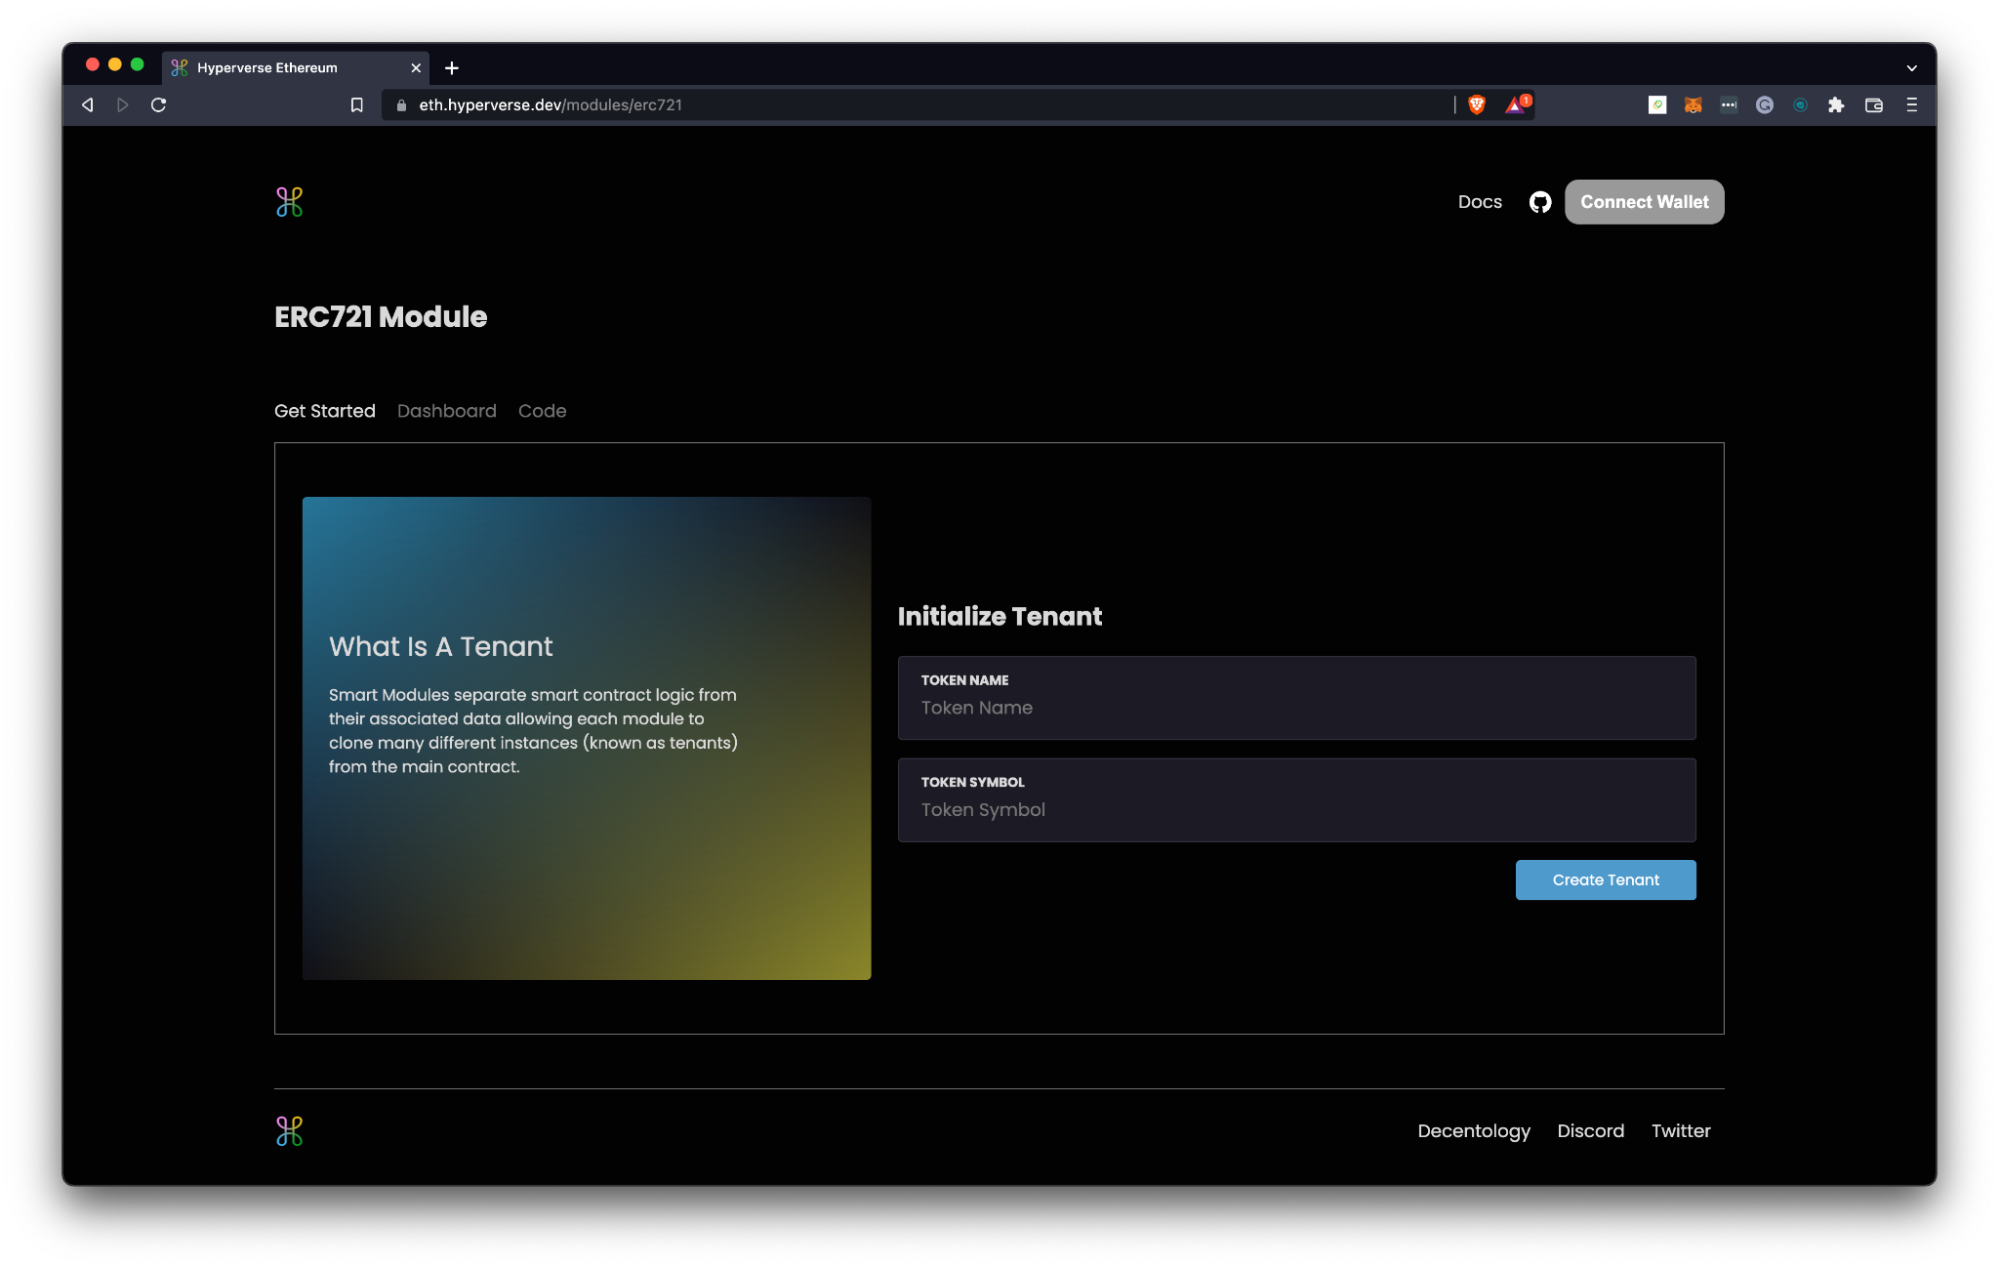 Hyperverse Ethereum
eth.hyperverse.dev/modules/erc721
1
Docs
Connect Wallet
ERC721 Module
Get Started Dashboard Code
What Is A Tenant
Smart Modules separate smart contract logic from
their associated data allowing each module to
clone many different instances (known as tenants)
from the main contract.
Initialize Tenant
TOKEN NAME
Token Name
TOKEN SYMBOL
Token Symbol
Create Tenant
Decentology Discord Twitter